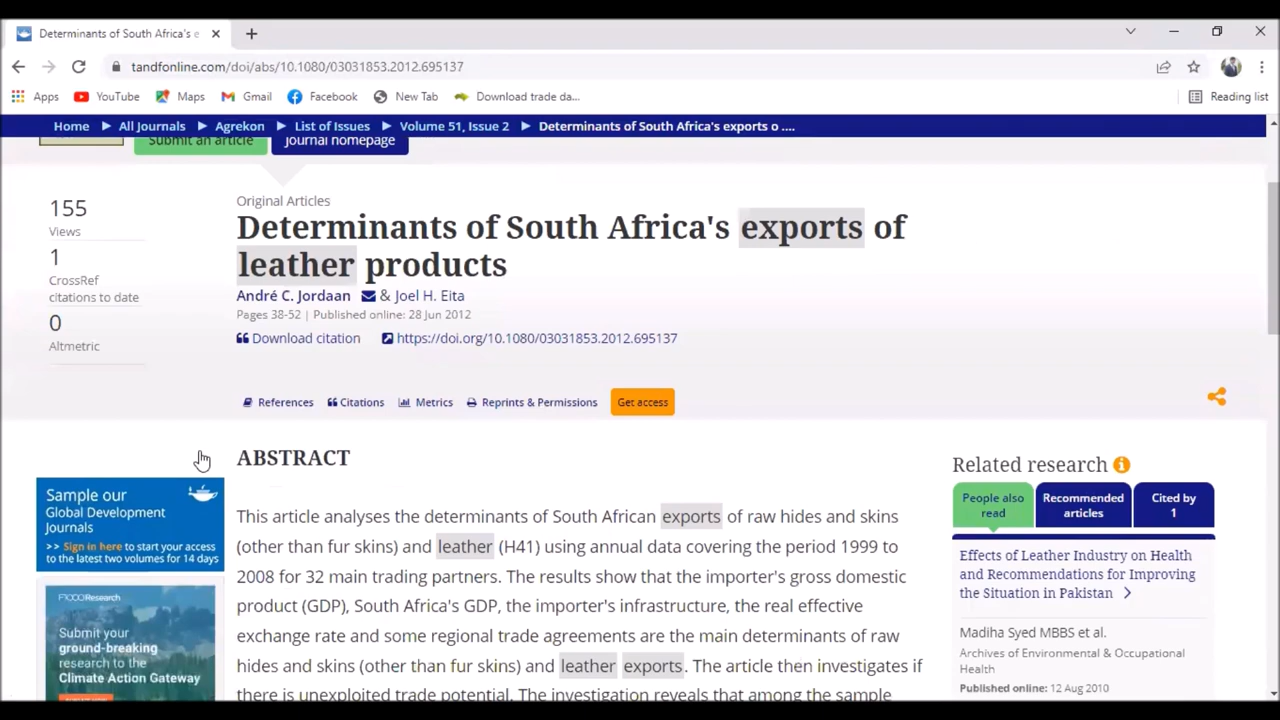 Determinants of South Africa's e
tandfonline.com/doi/abs/10.1080/03031853.2012.695137
Apps YouTube Maps Gmail Facebook New Tab Download trade da... Reading list
Home ▶ All Journals ▶ Agrekon ▶ List of Issues ▶ Volume 51, Issue 2 ▶ Determinants of South Africa's exports o ....
Submit an article Journal homepage
155
Views
1
CrossRef
citations to date
0
Altmetric
Original Articles
Determinants of South Africa's exports of
leather products
André C. Jordaan & Joel H. Eita
Pages 38-52 | Published online: 28 Jun 2012
Download citation https://doi.org/10.1080/03031853.2012.695137
References Citations Metrics Reprints & Permissions Get access
Sample our
Global Development
Journals
>> Sign in here to start your access
to the latest two volumes for 14 days
F1000Research
Submit your
ground-breaking
research to the
Climate Action Gateway
ABSTRACT
This article analyses the determinants of South African exports of raw hides and skins
(other than fur skins) and leather (H41) using annual data covering the period 1999 to
2008 for 32 main trading partners. The results show that the importer's gross domestic
product (GDP), South Africa's GDP, the importer's infrastructure, the real effective
exchange rate and some regional trade agreements are the main determinants of raw
hides and skins (other than fur skins) and leather exports. The article then investigates if
there is unexploited trade potential. The investigation reveals that among the sample
Related research
People also
read
Recommended
articles
Cited by
1
Effects of Leather Industry on Health
and Recommendations for Improving
the Situation in Pakistan
Madiha Syed MBBS et al.
Archives of Environmental & Occupational
Health
Published online: 12 Aug 2010